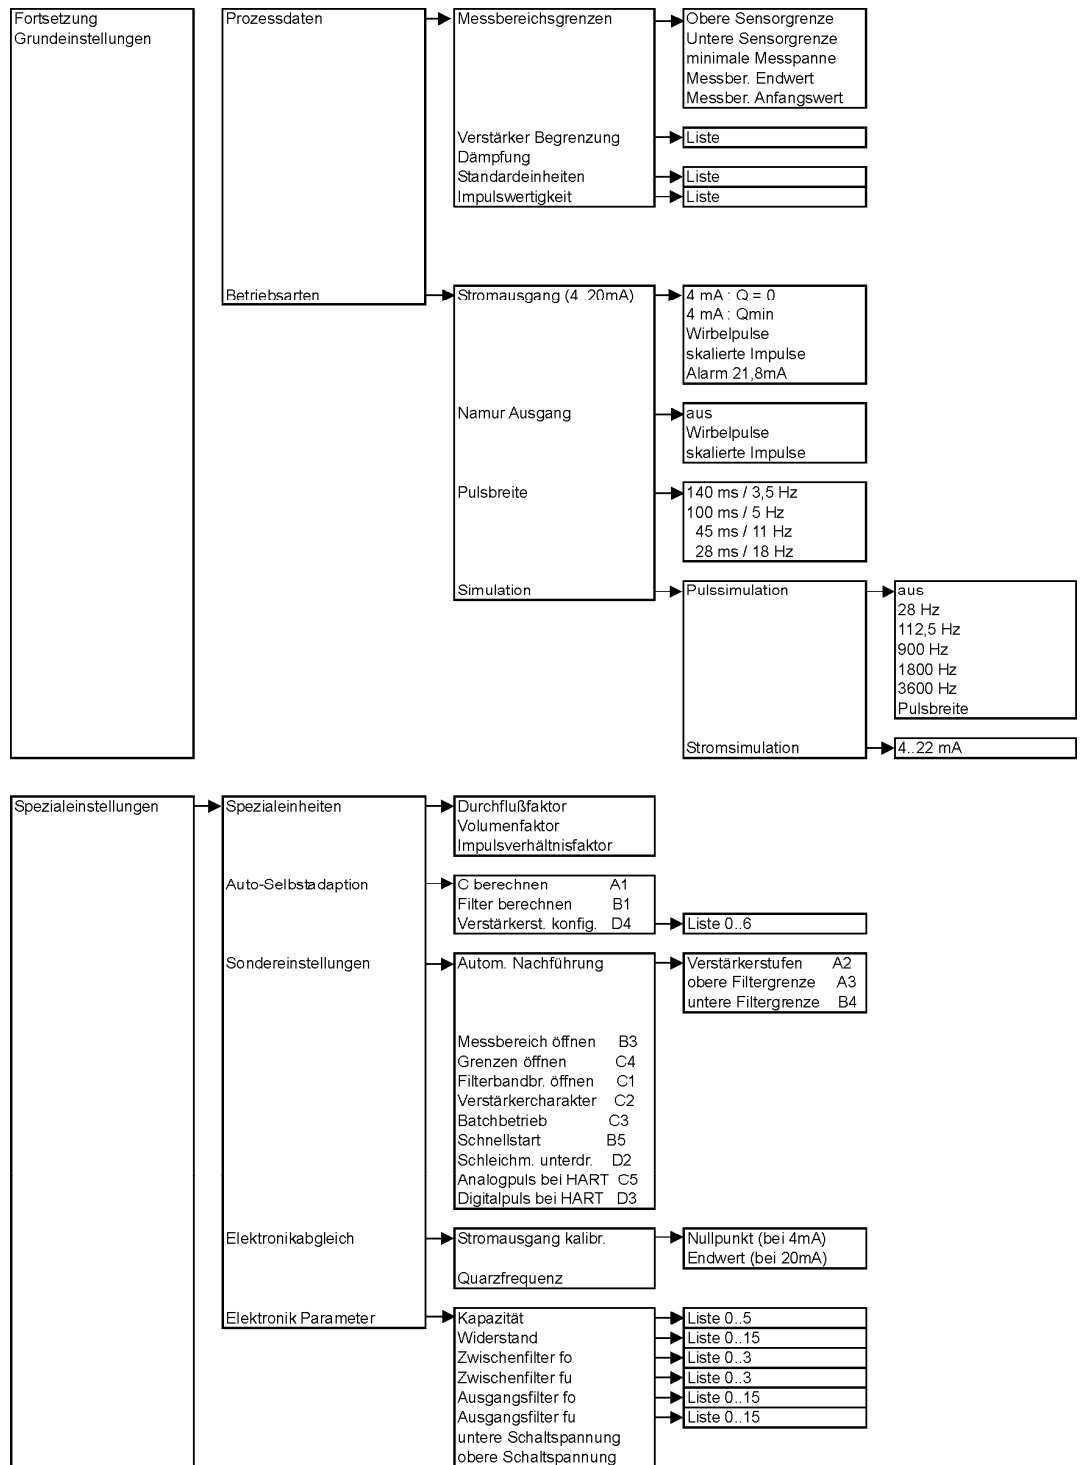 Fortsetzung
Grundeinstellungen
Prozessdaten
Messbereichsgrenzen
Obere Sensorgrenze
Untere Sensorgrenze
minimale Messpanne
Messber. Endwert
Messber. Anfangswert
Verstärker Begrenzung
Liste
Dämpfung
Standardeinheiten
Liste
Impulswertigkeit
Liste
Betriebsarten
Stromausgang (4..20mA)
4 mA : Q = 0
4 mA : Qmin
Wirbelpulse
skalierte Impulse
Alarm 21,8mA
Namur Ausgang
aus
Wirbelpulse
skalierte Impulse
Pulsbreite
140 ms / 3,5 Hz
100 ms / 5 Hz
45 ms / 11 Hz
28 ms / 18 Hz
Simulation
Pulssimulation
aus
28 Hz
112,5 Hz
900 Hz
1800 Hz
3600 Hz
Pulsbreite
Stromsimulation
4..22 mA
Spezialeinstellungen
Spezialeinheiten
Durchflußfaktor
Volumenfaktor
Impulsverhältnisfaktor
Auto-Selbstadaption
C berechnen A1
Filter berechnen B1
Verstärkerst. konfig. D4
Liste 0..6
Sondereinstellungen
Autom. Nachführung
Verstärkerstufen A2
obere Filtergrenze A3
untere Filtergrenze B4
Messbereich öffnen B3
Grenzen öffnen C4
Filterbandbr. öffnen C1
Verstärkercharakter C2
Batchbetrieb C3
Schnellstart B5
Schleichm. unterdr. D2
Analogpuls bei HART C5
Digitalpuls bei HART D3
Elektronikabgleich
Stromausgang kalibr.
Nullpunkt (bei 4mA)
Endwert (bei 20mA)
Quarzfrequenz
Elektronik Parameter
Kapazität
Liste 0..5
Widerstand
Liste 0..15
Zwischenfilter fo
Liste 0..3
Zwischenfilter fu
Liste 0..3
Ausgangsfilter fo
Liste 0..15
Ausgangsfilter fu
Liste 0..15
untere Schaltspannung
obere Schaltspannung